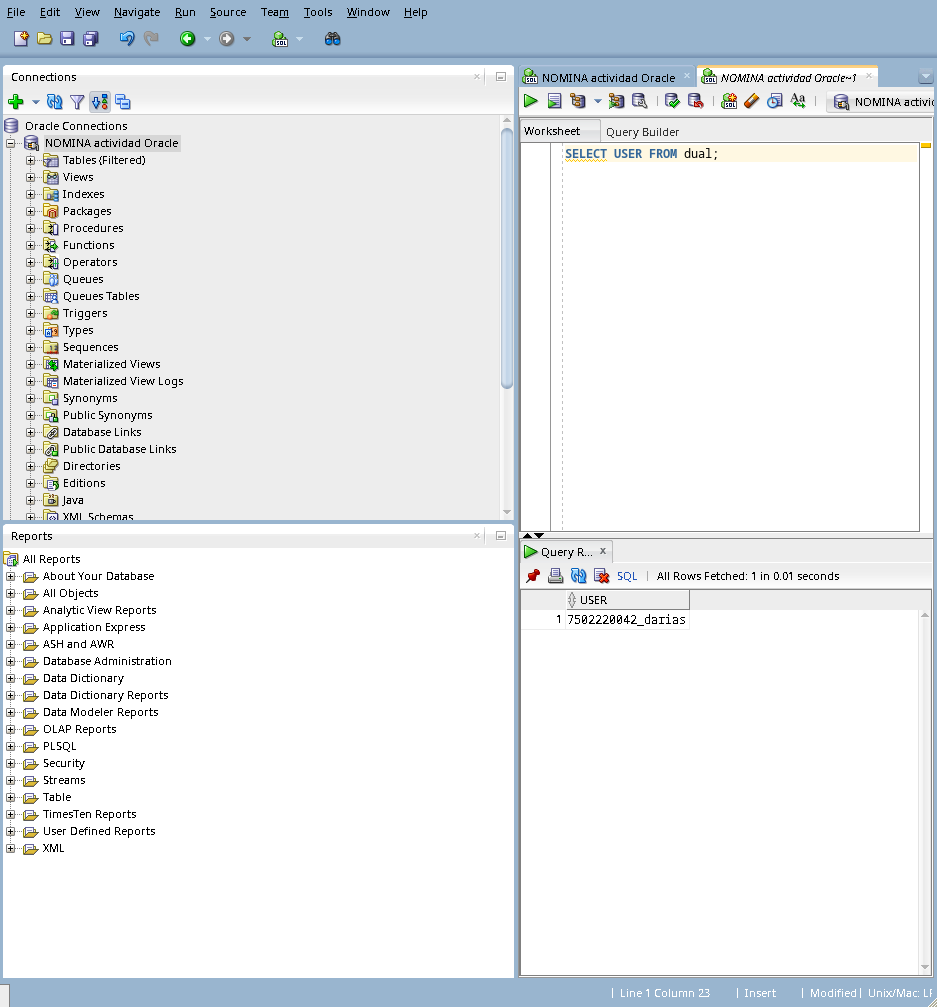 File Edit View Navigate Run Source Team Tools Window Help
Connections
Oracle Connections
NOMINA actividad Oracle
Tables (Filtered)
Views
Indexes
Packages
Procedures
Functions
Operators
Queues
Queues Tables
Triggers
Types
Sequences
Materialized Views
Materialized View Logs
Synonyms
Public Synonyms
Database Links
Public Database Links
Directories
Editions
Java
XML Schemas
Reports
All Reports
About Your Database
All Objects
Analytic View Reports
Application Express
ASH and AWR
Database Administration
Data Dictionary
Data Dictionary Reports
Data Modeler Reports
OLAP Reports
PLSQL
Security
Streams
Table
TimesTen Reports
User Defined Reports
XML
NOMINA actividad Oracle NOMINA actividad Oracle~1
NOMINA activid
Worksheet Query Builder
SELECT USER FROM dual;
Query R...
SQL All Rows Fetched: 1 in 0.01 seconds
USER
1 7502220042_darias
Line 1 Column 23 Insert Modified Unix/Mac: LF